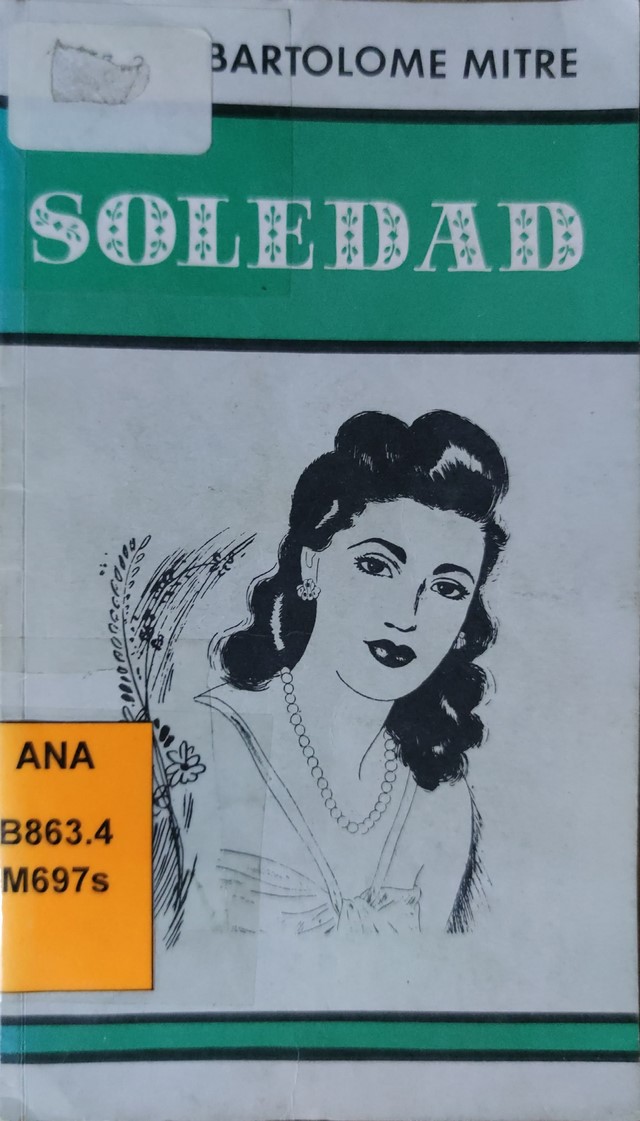 BARTOLOME MITRE
SOLEDAD
ANA
B863.4
M697s